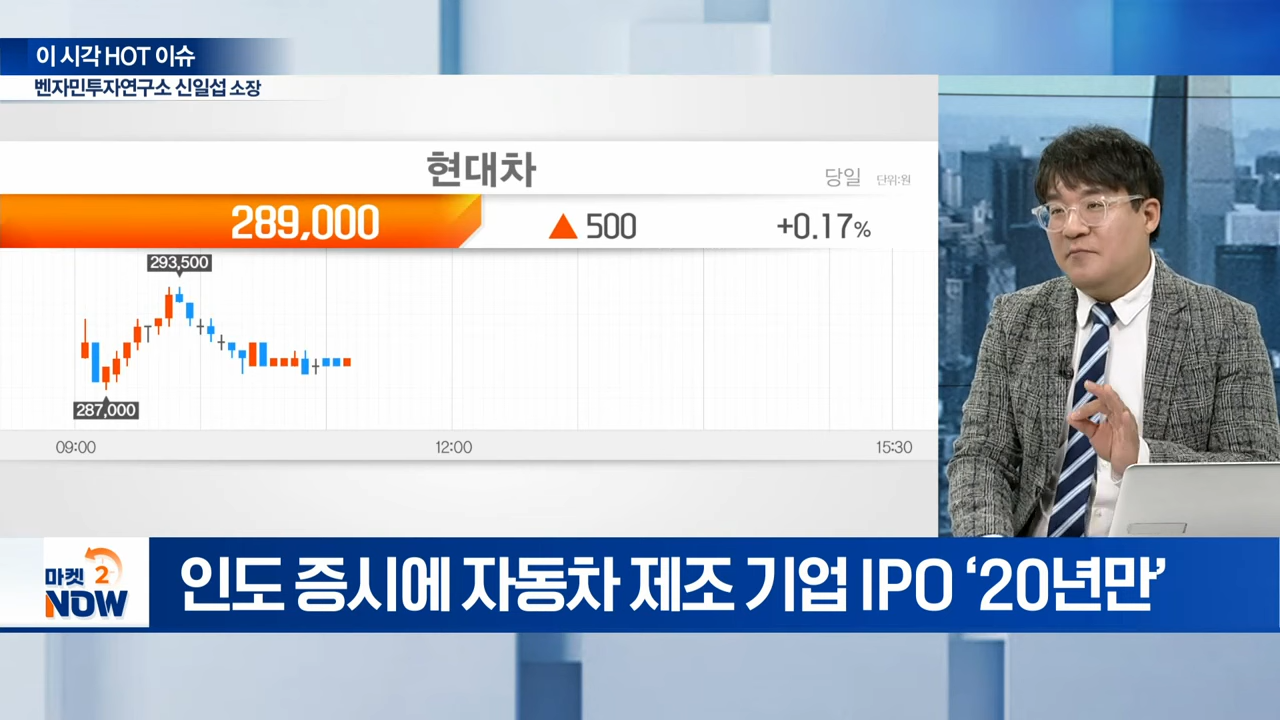 이 시각 HOT 이슈
벤자민투자연구소 신일섭 소장
현대차
당일 단위:원
289,000 ▲ 500 +0.17%
293,500
287,000
09:00 12:00 15:30
마켓 2
NOW
인도 증시에 자동차 제조 기업 IPO ‘20년만’